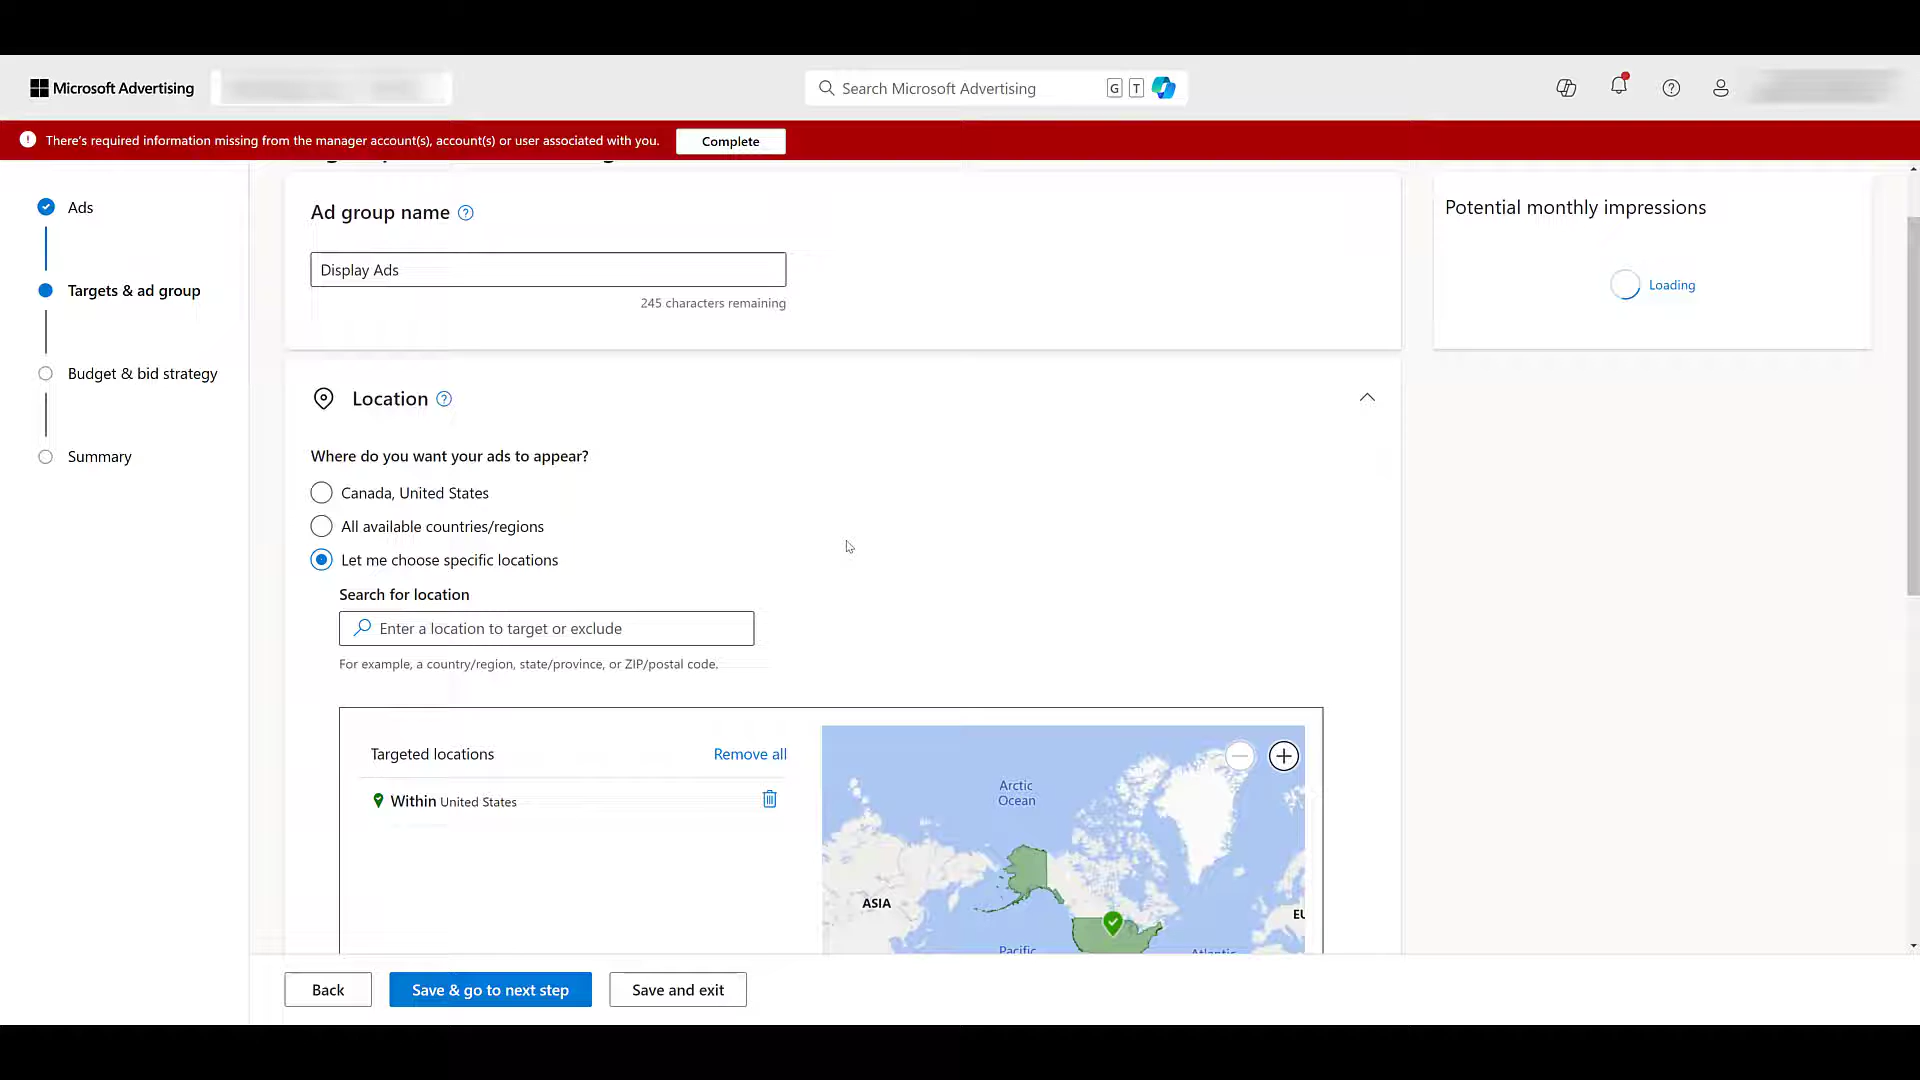 Microsoft Advertising
Search Microsoft Advertising
G T
There's required information missing from the manager account(s), account(s) or user associated with you.
Complete
Ads
Targets & ad group
Budget & bid strategy
Summary
Ad group name
Display Ads
245 characters remaining
Location
Where do you want your ads to appear?
Canada, United States
All available countries/regions
Let me choose specific locations
Search for location
Enter a location to target or exclude
For example, a country/region, state/province, or ZIP/postal code.
Targeted locations
Remove all
Within United States
Arctic
Ocean
ASIA
EU
Pacific
Atlantic
Back
Save & go to next step
Save and exit
Potential monthly impressions
Loading